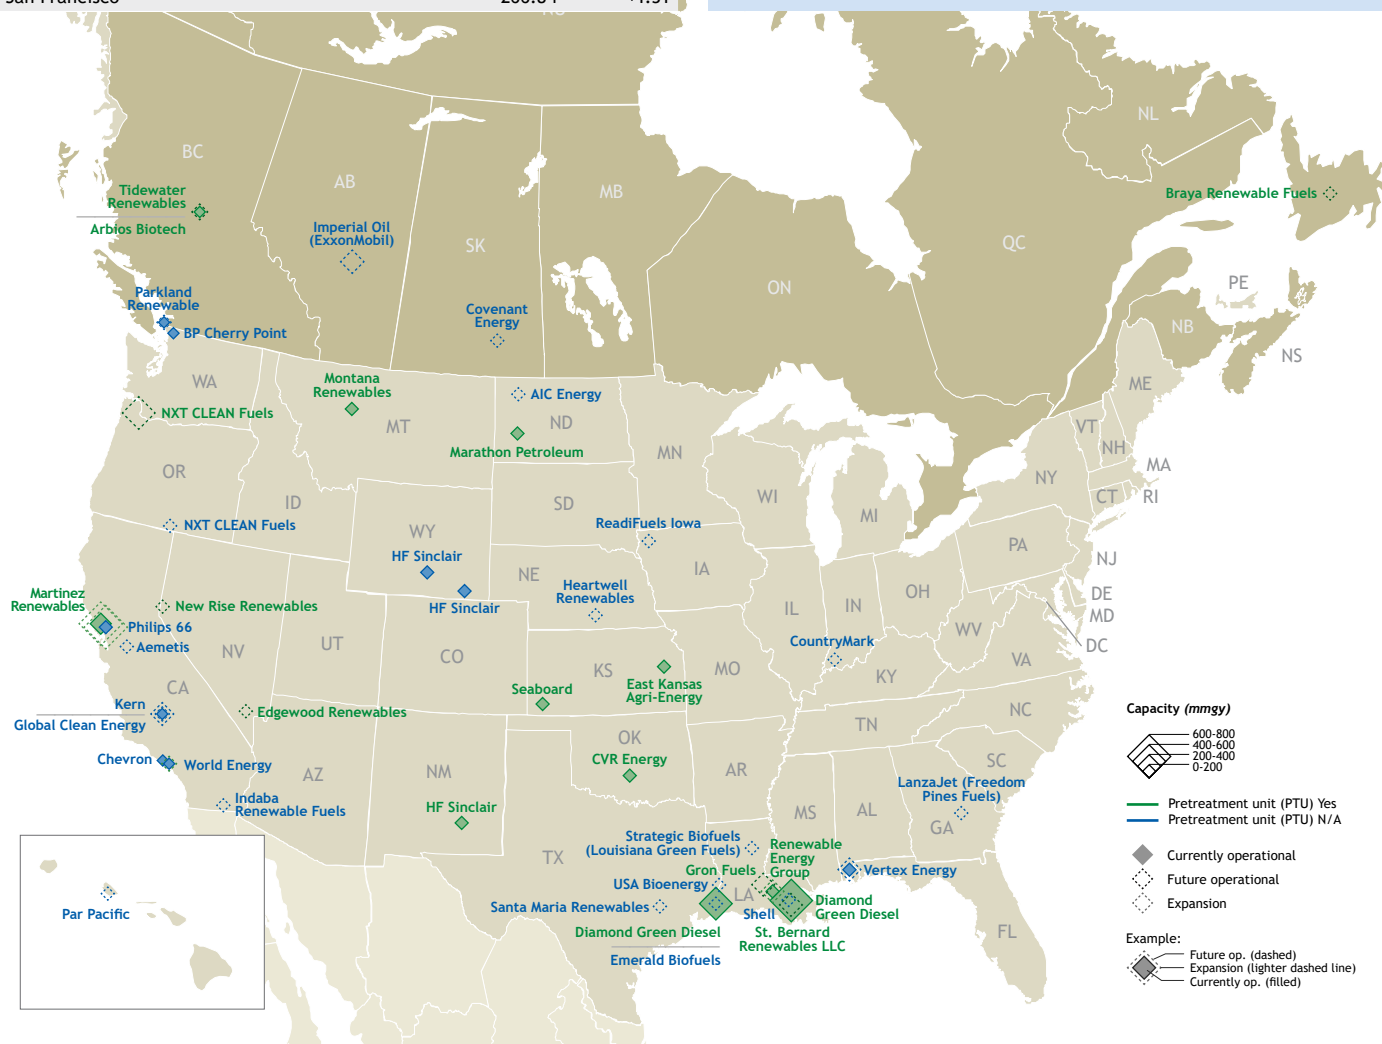 BC
AB
SK
MB
ON
QC
NL
PE
NB
NS
Tidewater
Renewables
Arbios Biotech
Imperial Oil
(ExxonMobil)
Braya Renewable Fuels
Parkland
Renewable
BP Cherry Point
Covenant
Energy
WA
Montana
Renewables
AIC Energy
NXT CLEAN Fuels
MT
ND
Marathon Petroleum
MN
OR
ID
SD
WI
MI
NY
ME
VT
NH
MA
CT
RI
NXT CLEAN Fuels
WY
ReadiFuels Iowa
HF Sinclair
NE
IA
PA
NJ
HF Sinclair
Heartwell
Renewables
IL
IN
OH
DE
MD
DC
Martinez
Renewables
New Rise Renewables
Philips 66
Aemetis
NV
UT
CO
KS
MO
CountryMark
WV
VA
KY
CA
Kern
Global Clean Energy
Edgewood Renewables
Seaboard
East Kansas
Agri-Energy
NC
TN
OK
CVR Energy
Chevron
World Energy
AZ
NM
AR
SC
Indaba
Renewable Fuels
HF Sinclair
MS
AL
GA
LanzaJet (Freedom
Pines Fuels)
TX
Strategic Biofuels
(Louisiana Green Fuels)
Renewable
Energy
Group
Gron Fuels
Vertex Energy
USA Bioenergy
LA
Santa Maria Renewables
Shell
Diamond
Green Diesel
Diamond Green Diesel
St. Bernard
Renewables LLC
Emerald Biofuels
FL
Par Pacific
Capacity (mmgy)
600-800
400-600
200-400
0-200
Pretreatment unit (PTU) Yes
Pretreatment unit (PTU) N/A
Currently operational
Future operational
Expansion
Example:
Future op. (dashed)
Expansion (lighter dashed line)
Currently op. (filled)